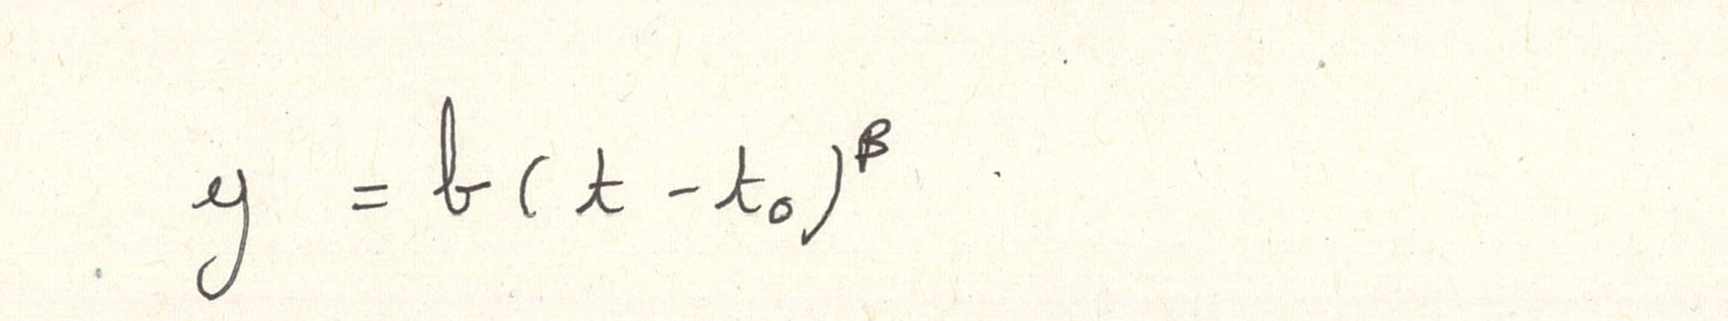 y = b(t - t₀)^β